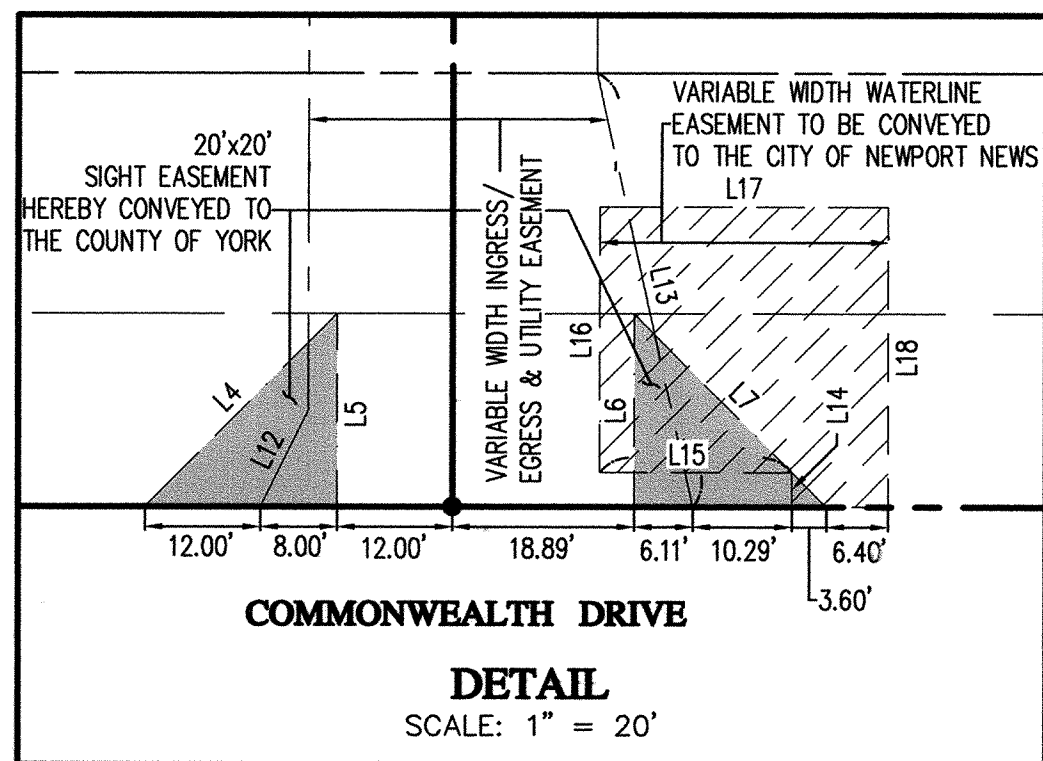 VARIABLE WIDTH WATERLINE
EASEMENT TO BE CONVEYED
TO THE CITY OF NEWPORT NEWS
20'x20'
SIGHT EASEMENT
HEREBY CONVEYED TO
THE COUNTY OF YORK
VARIABLE WIDTH INGRESS/
EGRESS & UTILITY EASEMENT
L17
L13
L16
L18
L4
L5
L12
L6
L7
L14
L15
12.00'
8.00'
12.00'
18.89'
6.11'
10.29'
6.40'
3.60'
COMMONWEALTH DRIVE
DETAIL
SCALE: 1" = 20'